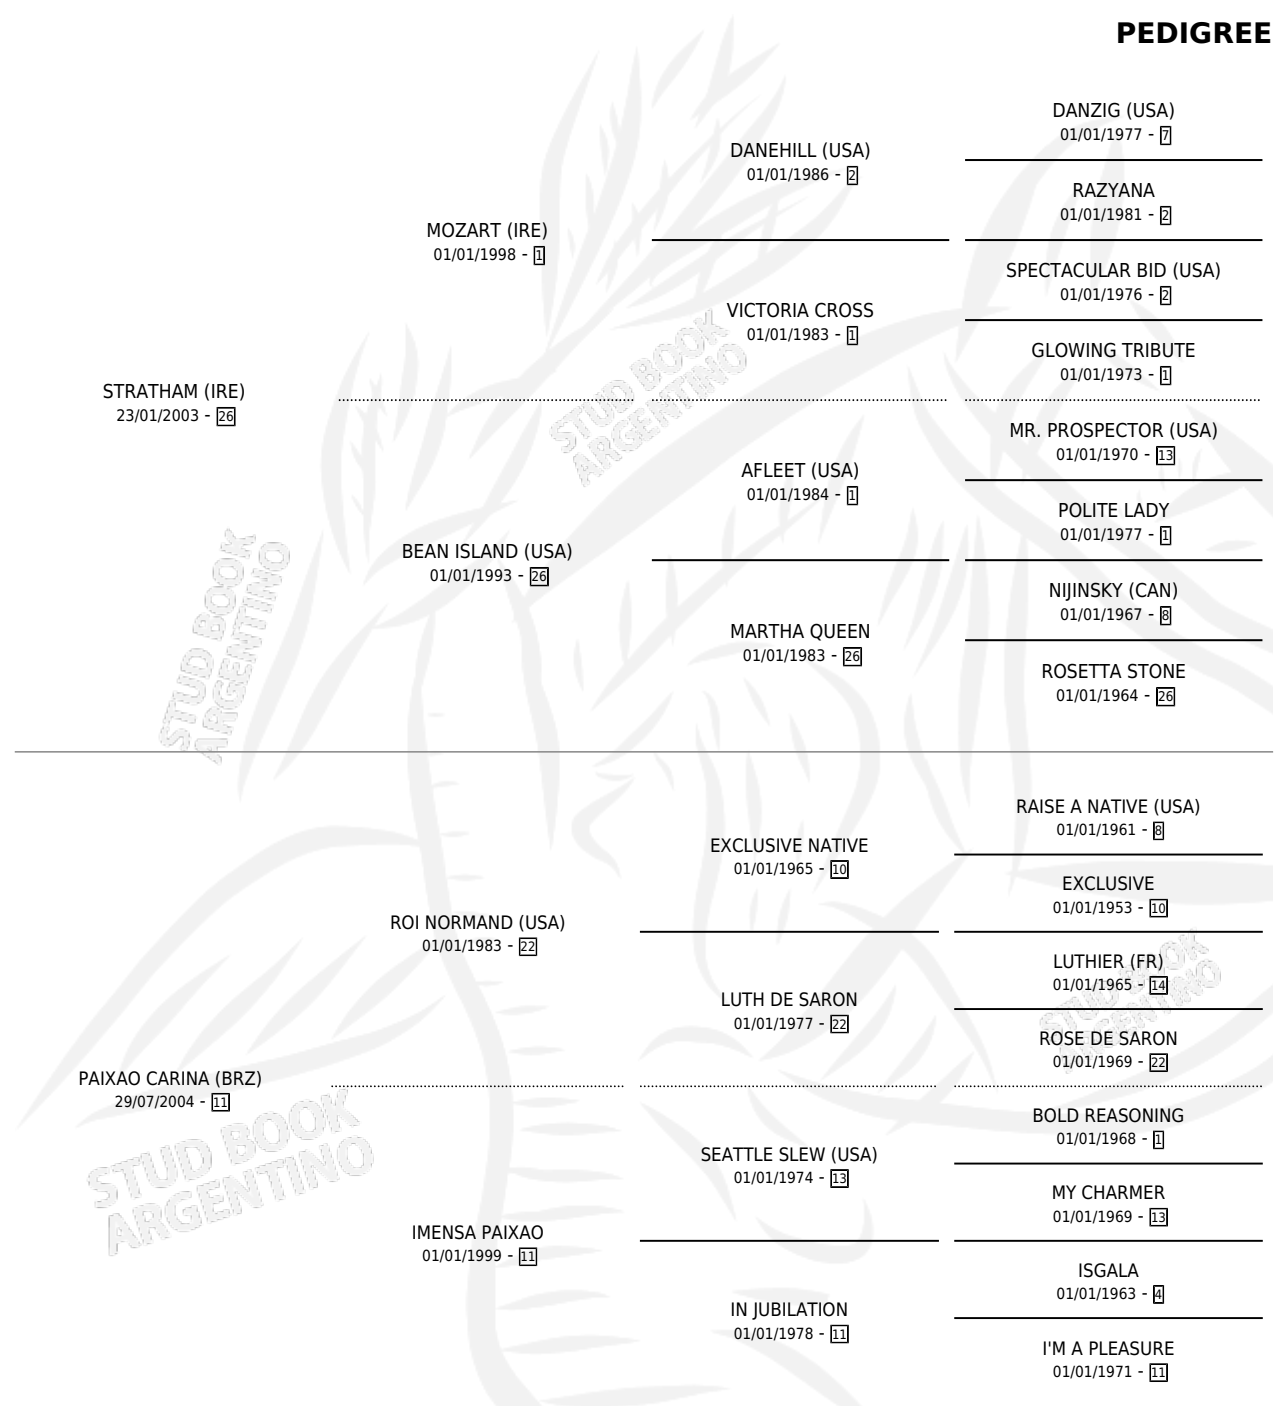 PEDIGREE
DANZIG (USA)
01/01/1977 - 7
DANEHILL (USA)
01/01/1986 - 2
RAZYANA
01/01/1981 - 2
MOZART (IRE)
01/01/1998 - 1
SPECTACULAR BID (USA)
01/01/1976 - 2
VICTORIA CROSS
01/01/1983 - 1
GLOWING TRIBUTE
01/01/1973 - 1
STRATHAM (IRE)
23/01/2003 - 26
STUD BOOK
ARGENTINO
MR. PROSPECTOR (USA)
01/01/1970 - 13
AFLEET (USA)
01/01/1984 - 1
POLITE LADY
01/01/1977 - 1
BEAN ISLAND (USA)
01/01/1993 - 26
NIJINSKY (CAN)
01/01/1967 - 8
MARTHA QUEEN
01/01/1983 - 26
ROSETTA STONE
01/01/1964 - 26
STUD BOOK
ARGENTINO
RAISE A NATIVE (USA)
01/01/1961 - 8
EXCLUSIVE NATIVE
01/01/1965 - 10
EXCLUSIVE
01/01/1953 - 10
ROI NORMAND (USA)
01/01/1983 - 22
LUTHIER (FR)
01/01/1965 - 14
STUD BOOK
ARGENTINO
LUTH DE SARON
01/01/1977 - 22
ROSE DE SARON
01/01/1969 - 22
PAIXAO CARINA (BRZ)
29/07/2004 - 11
STUD BOOK
ARGENTINO
BOLD REASONING
01/01/1968 - 1
SEATTLE SLEW (USA)
01/01/1974 - 13
MY CHARMER
01/01/1969 - 13
IMENSA PAIXAO
01/01/1999 - 11
ISGALA
01/01/1963 - 4
IN JUBILATION
01/01/1978 - 11
I'M A PLEASURE
01/01/1971 - 11